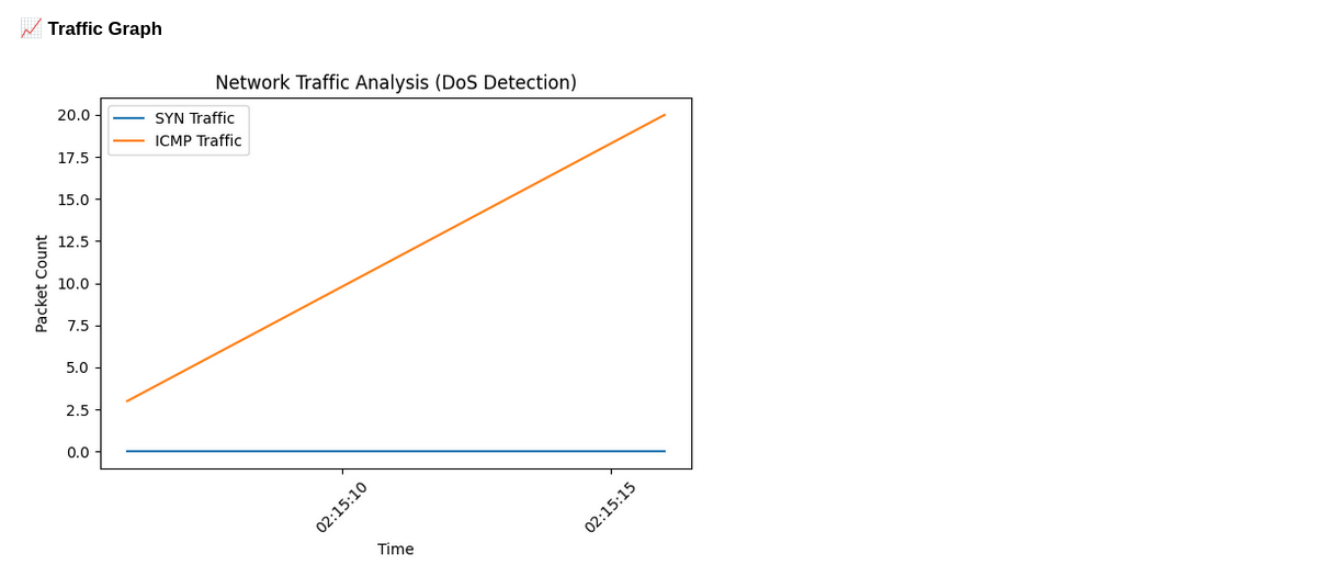 📈 Traffic Graph
Network Traffic Analysis (DoS Detection)
SYN Traffic
ICMP Traffic
20.0
17.5
15.0
12.5
10.0
7.5
5.0
2.5
0.0
Packet Count
02:15:10
02:15:15
Time